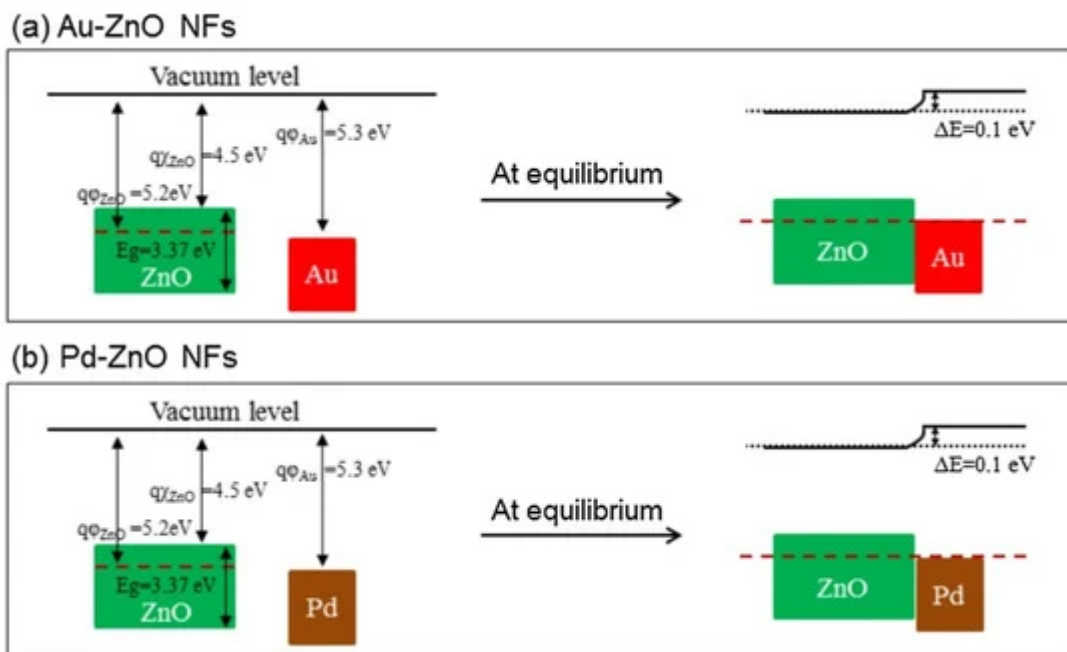 (a) Au-ZnO NFs
Vacuum level
qφAu =5.3 eV
qχZnO =4.5 eV
qφZnO =5.2eV
Eg=3.37 eV
ZnO
Au
At equilibrium
ΔE=0.1 eV
ZnO
Au
(b) Pd-ZnO NFs
Vacuum level
qφAu =5.3 eV
qχZnO =4.5 eV
qφZnO =5.2eV
Eg=3.37 eV
ZnO
Pd
At equilibrium
ΔE=0.1 eV
ZnO
Pd